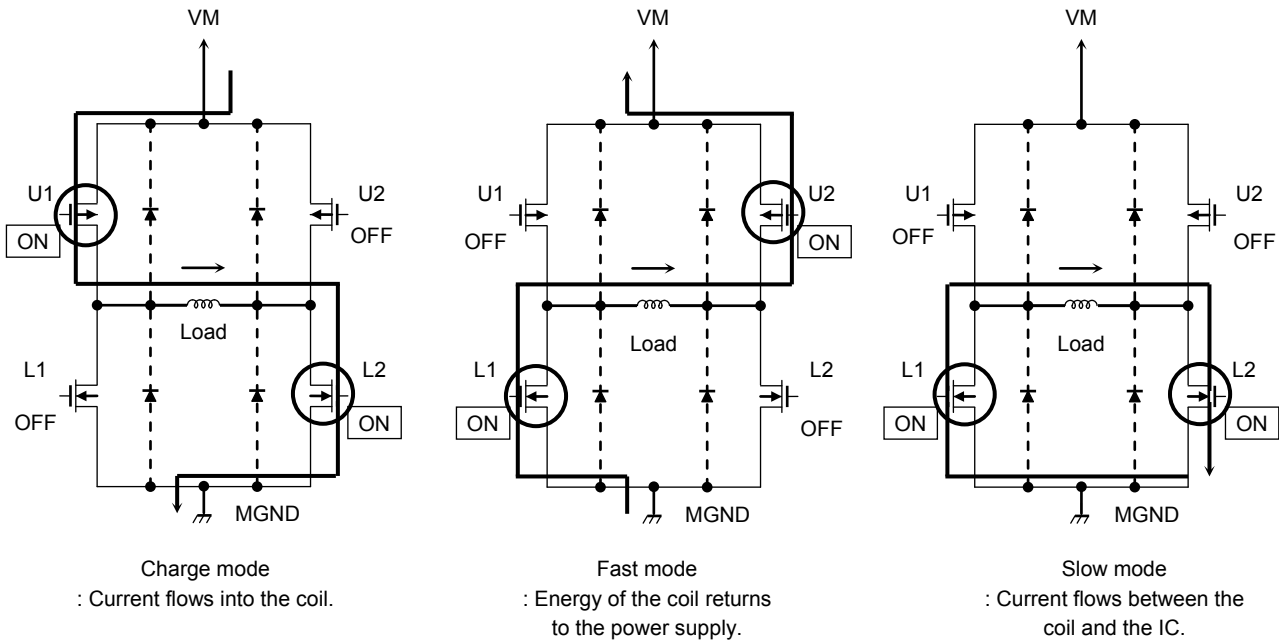 VM
U1
U2
ON
OFF
Load
L1
L2
OFF
ON
MGND
Charge mode
: Current flows into the coil.
VM
U1
U2
OFF
ON
Load
L1
L2
ON
OFF
MGND
Fast mode
: Energy of the coil returns
to the power supply.
VM
U1
U2
OFF
OFF
Load
L1
L2
ON
ON
MGND
Slow mode
: Current flows between the
coil and the IC.